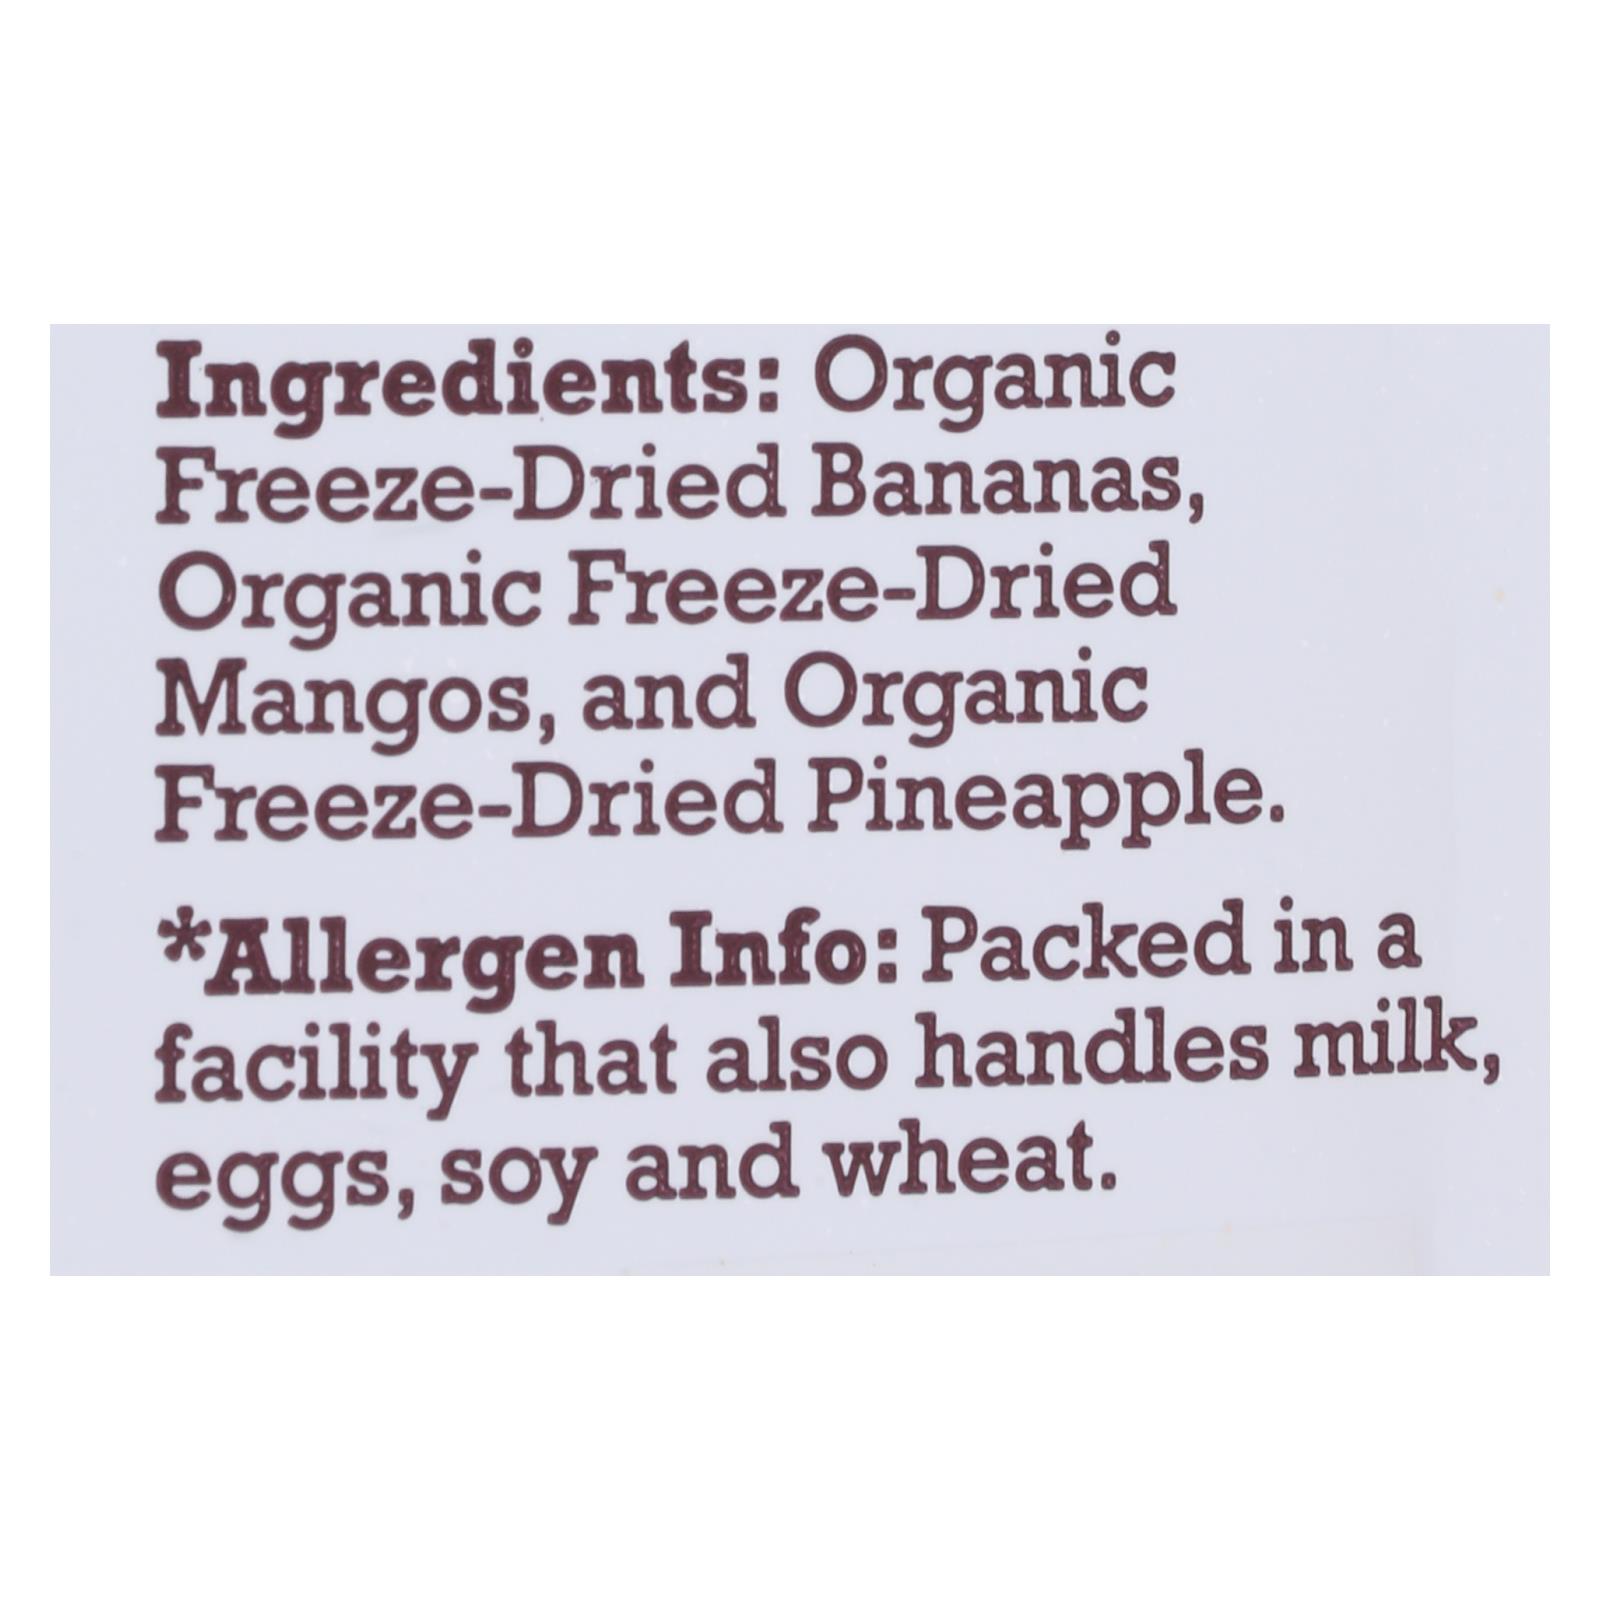 Ingredients: Organic
Freeze-Dried Bananas,
Organic Freeze-Dried
Mangos, and Organic
Freeze-Dried Pineapple.
*Allergen Info: Packed in a
facility that also handles milk,
eggs, soy and wheat.